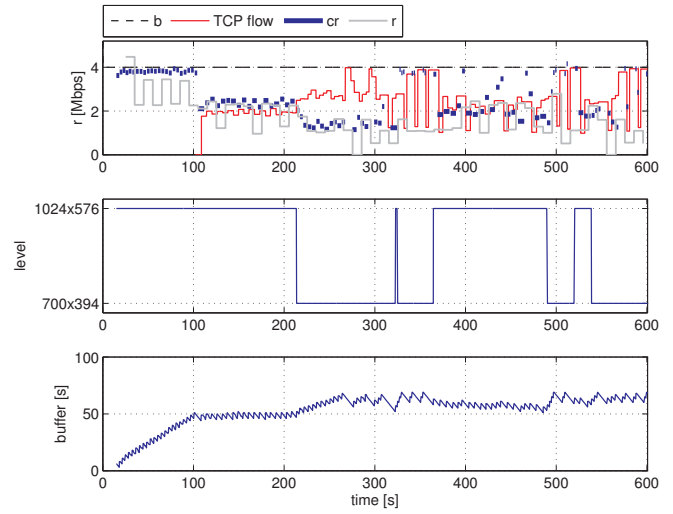 b TCP flow cr r
r [Mbps]
4
2
0
0 100 200 300 400 500 600
level
1024x576
700x394
0 100 200 300 400 500 600
buffer [s]
100
50
0
0 100 200 300 400 500 600
time [s]